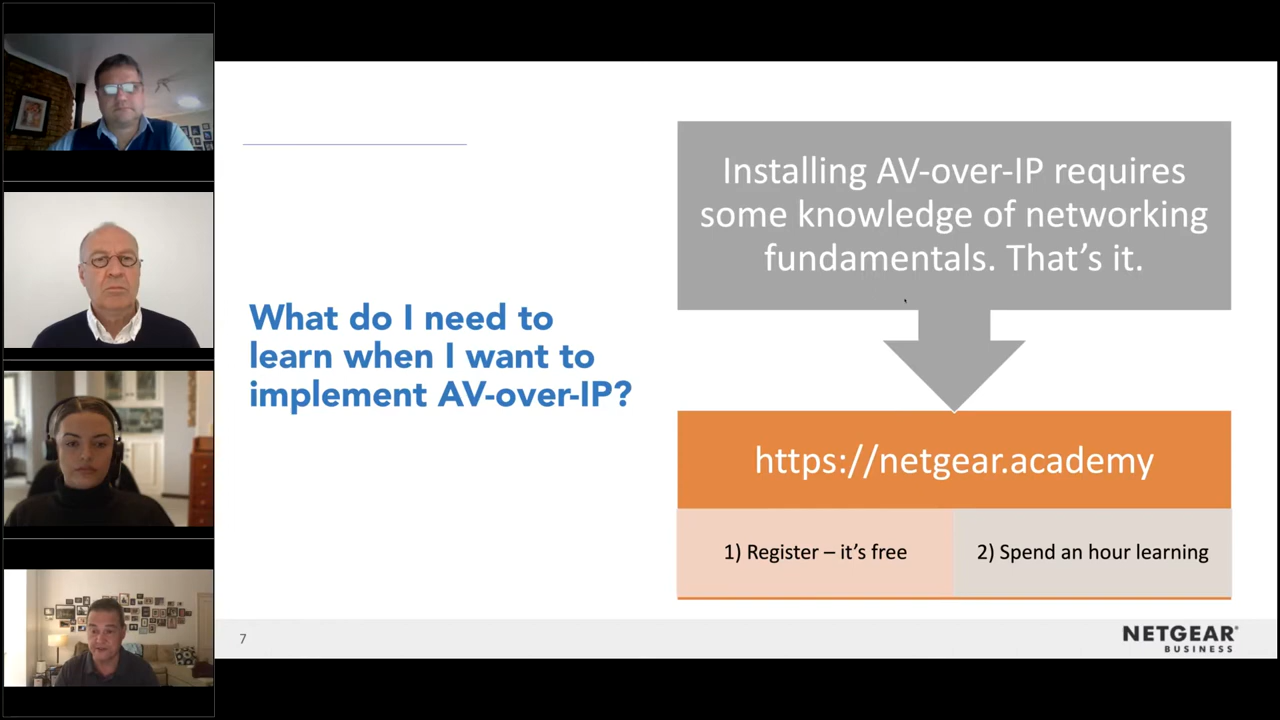 What do I need to
learn when I want to
implement AV-over-IP?
Installing AV-over-IP requires
some knowledge of networking
fundamentals. That's it.
https://netgear.academy
1) Register – it's free
2) Spend an hour learning
7
NETGEAR®
BUSINESS